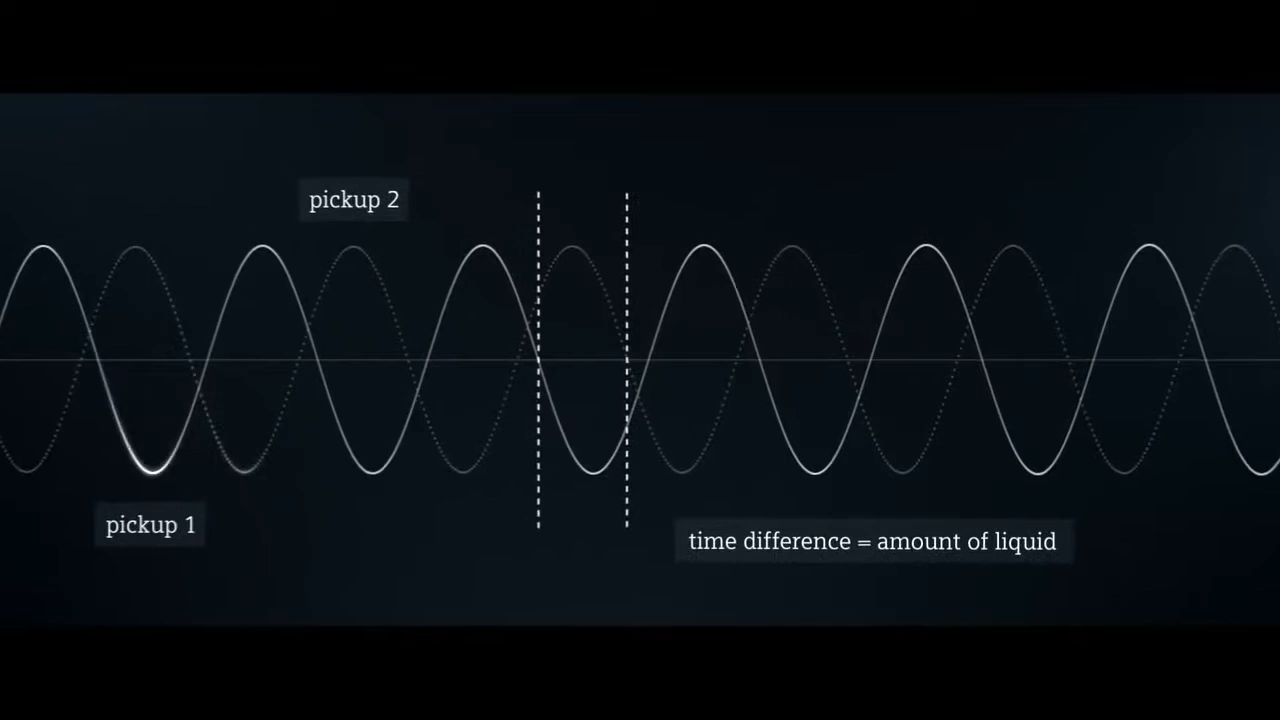 pickup 2
pickup 1
time difference = amount of liquid